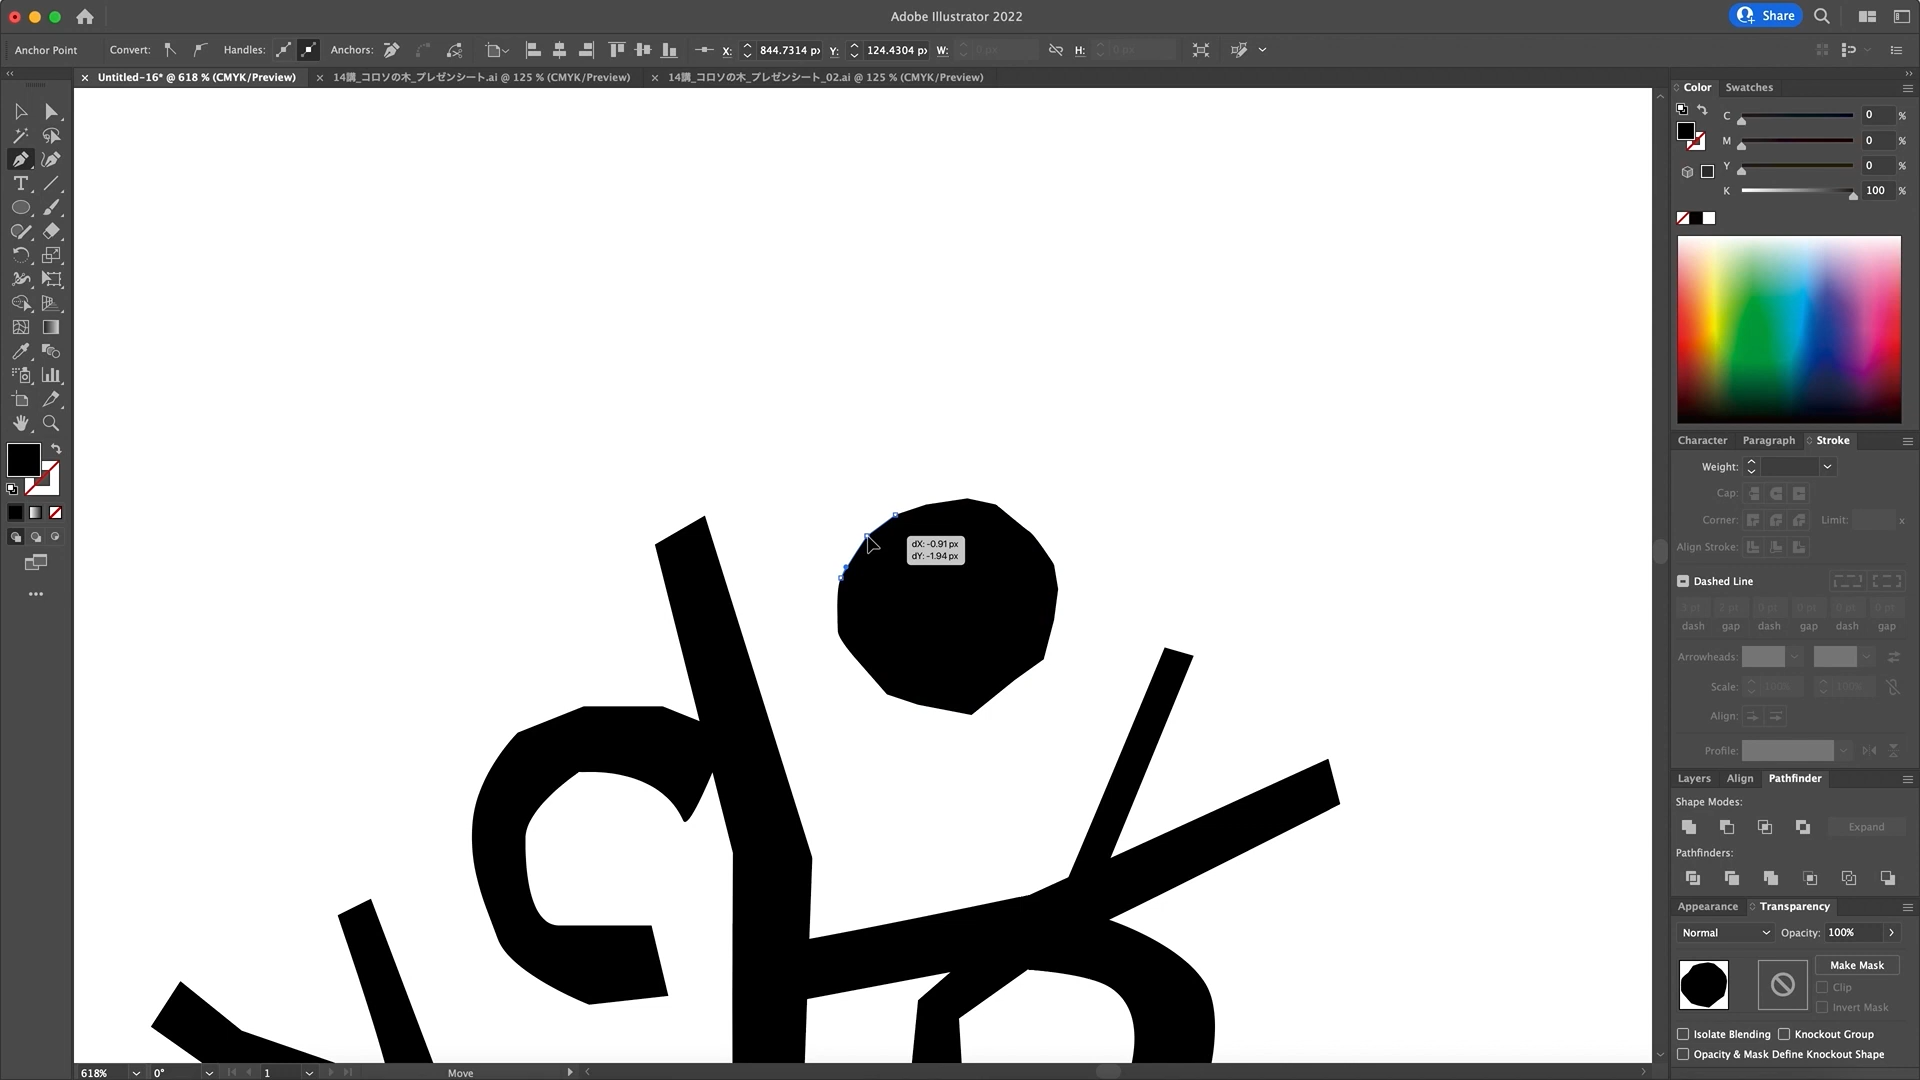 Adobe Illustrator 2022
Share
Anchor Point Convert: Handles: Anchors: X: 844.7314 px Y: 124.4304 px W: 0 px H: 0 px
Untitled-16* @ 618 % (CMYK/Preview) 14講_コロソの木_プレゼンシート.ai @ 125 % (CMYK/Preview) 14講_コロソの木_プレゼンシート_02.ai @ 125 % (CMYK/Preview)
Color Swatches
C 0 %
M 0 %
Y 0 %
K 100 %
Character Paragraph Stroke
Weight:
Cap:
Corner: Limit: x
Align Stroke:
Dashed Line
dash gap dash gap dash gap
Arrowheads:
Scale: 100% 100%
Align:
Profile:
Layers Align Pathfinder
Shape Modes:
Expand
Pathfinders:
Appearance Transparency
Normal Opacity: 100%
Make Mask
Clip
Invert Mask
Isolate Blending Knockout Group
Opacity & Mask Define Knockout Shape
dX: -0.91 px
dY: -1.94 px
618% 0° 1 Move